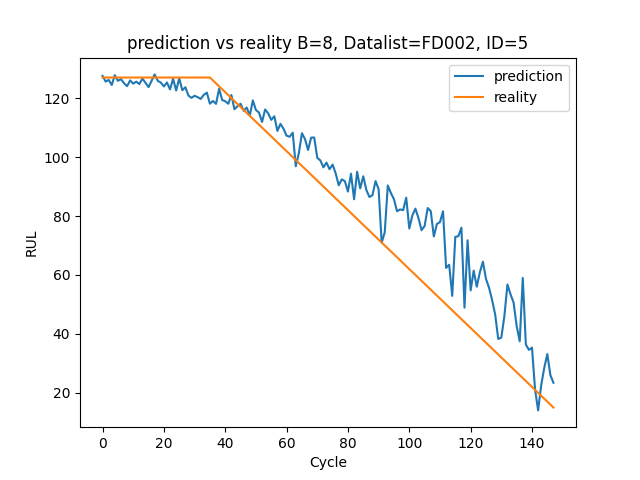 prediction vs reality B=8, Datalist=FD002, ID=5
prediction
reality
120
100
80
60
40
20
RUL
0 20 40 60 80 100 120 140
Cycle